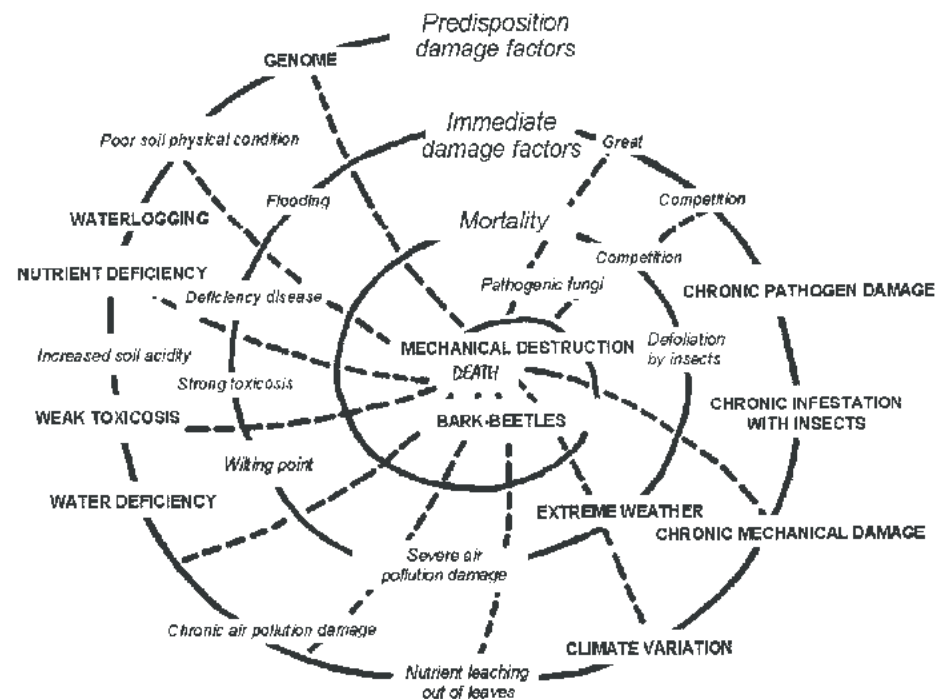 Predisposition
damage factors
GENOME
Immediate
damage factors
Poor soil physical condition
Great
Flooding
Competition
WATERLOGGING
Mortality
Competition
NUTRIENT DEFICIENCY
Pathogenic fungi
CHRONIC PATHOGEN DAMAGE
Deficiency disease
Increased soil acidity
MECHANICAL DESTRUCTION
Defoliation
by insects
DEATH
Strong toxicosis
WEAK TOXICOSIS
BARK-BEETLES
CHRONIC INFESTATION
WITH INSECTS
Wilting point
WATER DEFICIENCY
EXTREME WEATHER
CHRONIC MECHANICAL DAMAGE
Severe air
pollution damage
Chronic air pollution damage
CLIMATE VARIATION
Nutrient leaching
out of leaves